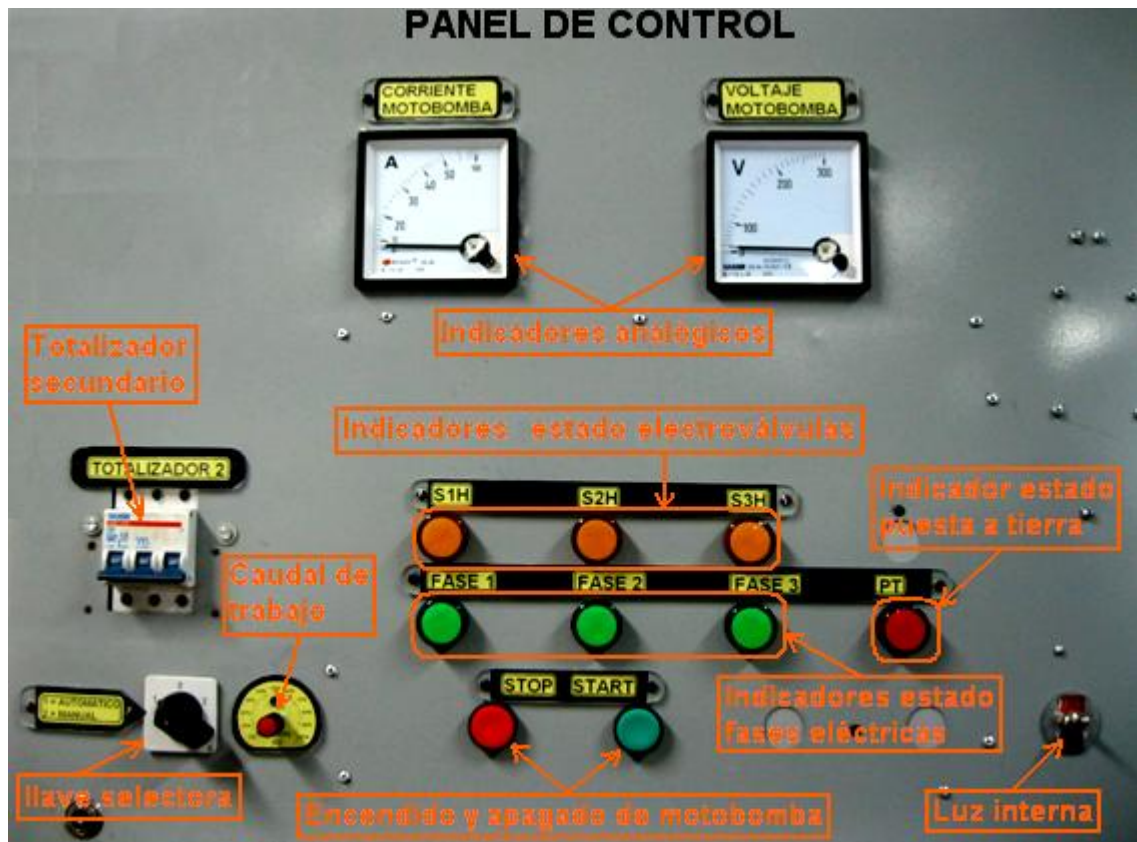 PANEL DE CONTROL
CORRIENTE
MOTOBOMBA
VOLTAJE
MOTOBOMBA
A
20
30
40
50
V
0
100
200
300
Indicadores analógicos
Totalizador
secundario
Indicadores estado electroválvulas
TOTALIZADOR 2
S1H S2H S3H
Indicador estado
puesta a tierra
Caudal de
trabajo
FASE 1 FASE 2 FASE 3 PT
STOP START
1 = AUTOMATICO
2 = MANUAL
Indicadores estado
fases eléctricas
llave selectora
Encendido y apagado de motobomba
Luz interna